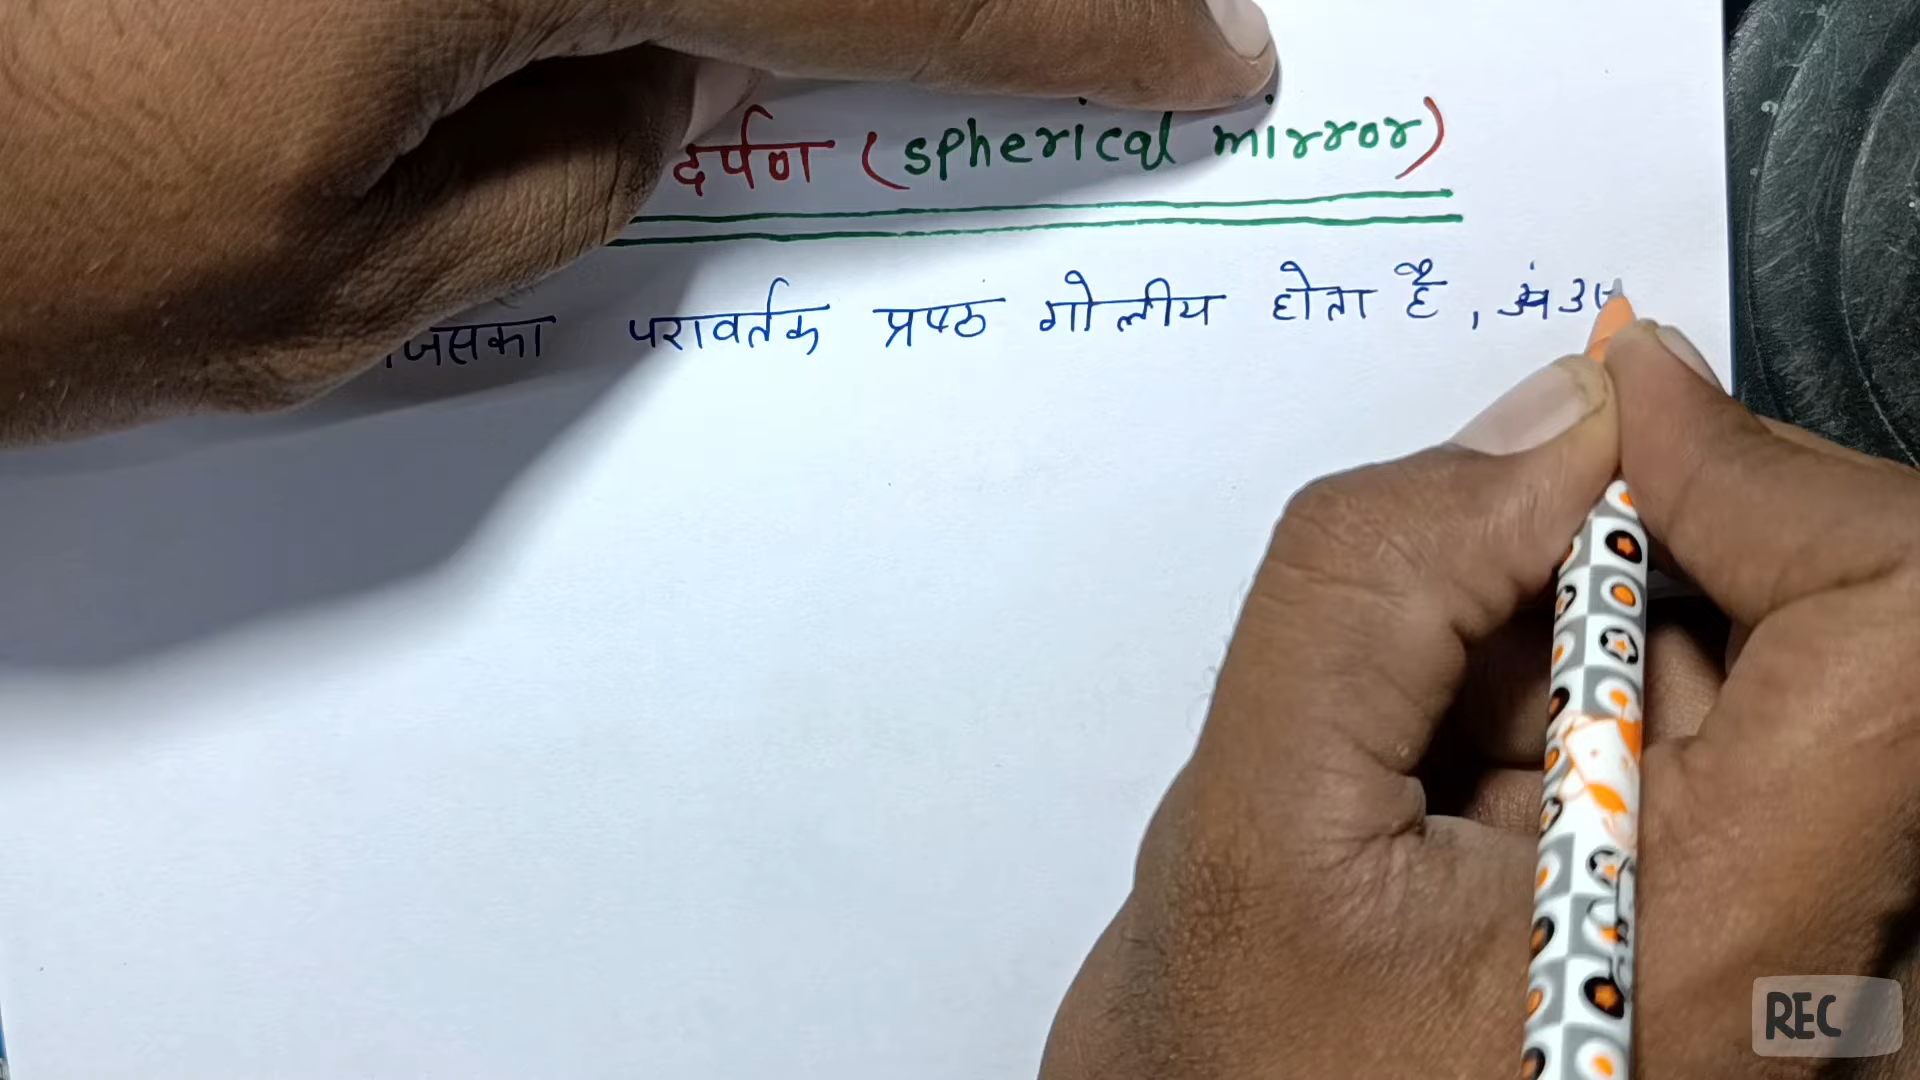 दर्पण (spherical mirror)
जिसका परावर्तक प्रष्ठ गोलीय होता है,
REC